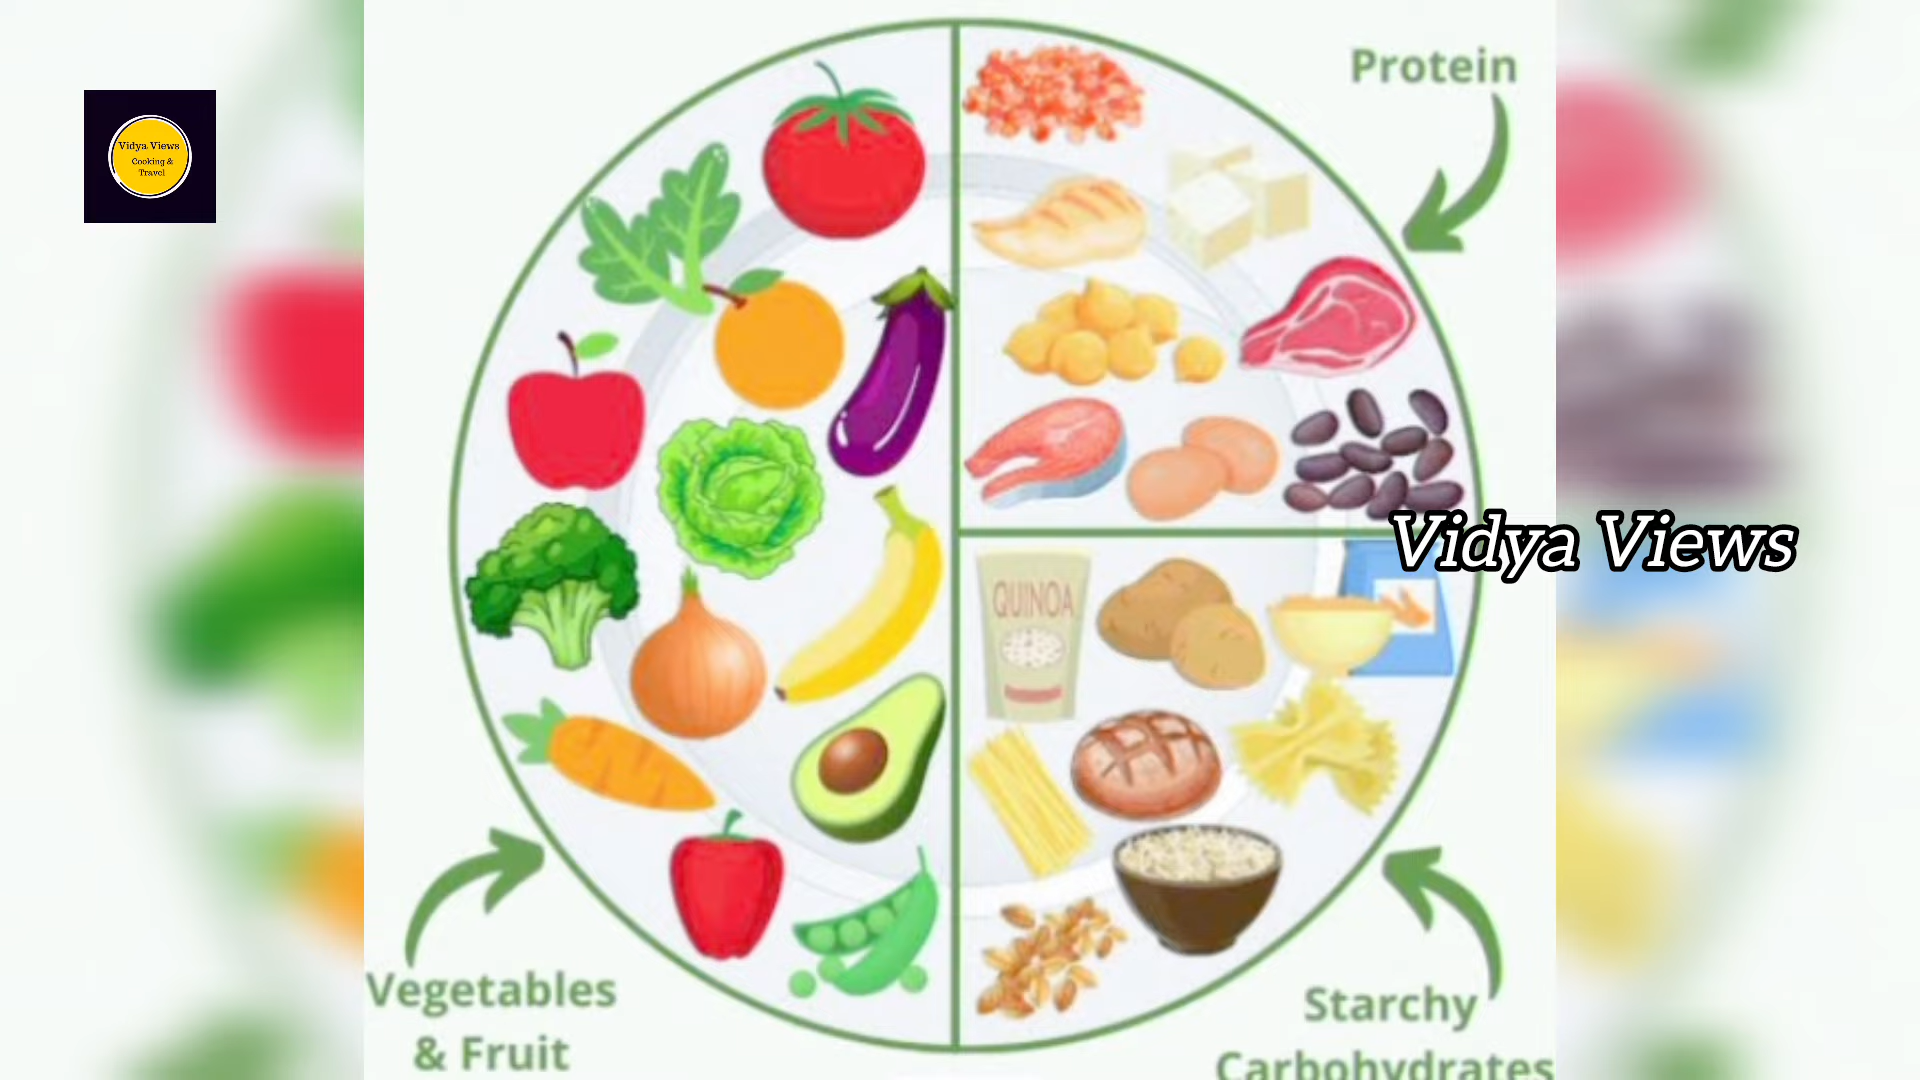 Vidya Views
Cooking &
Travel
Protein
Vidya Views
QUINOA
Vegetables
& Fruit
Starchy
Carbohydrates